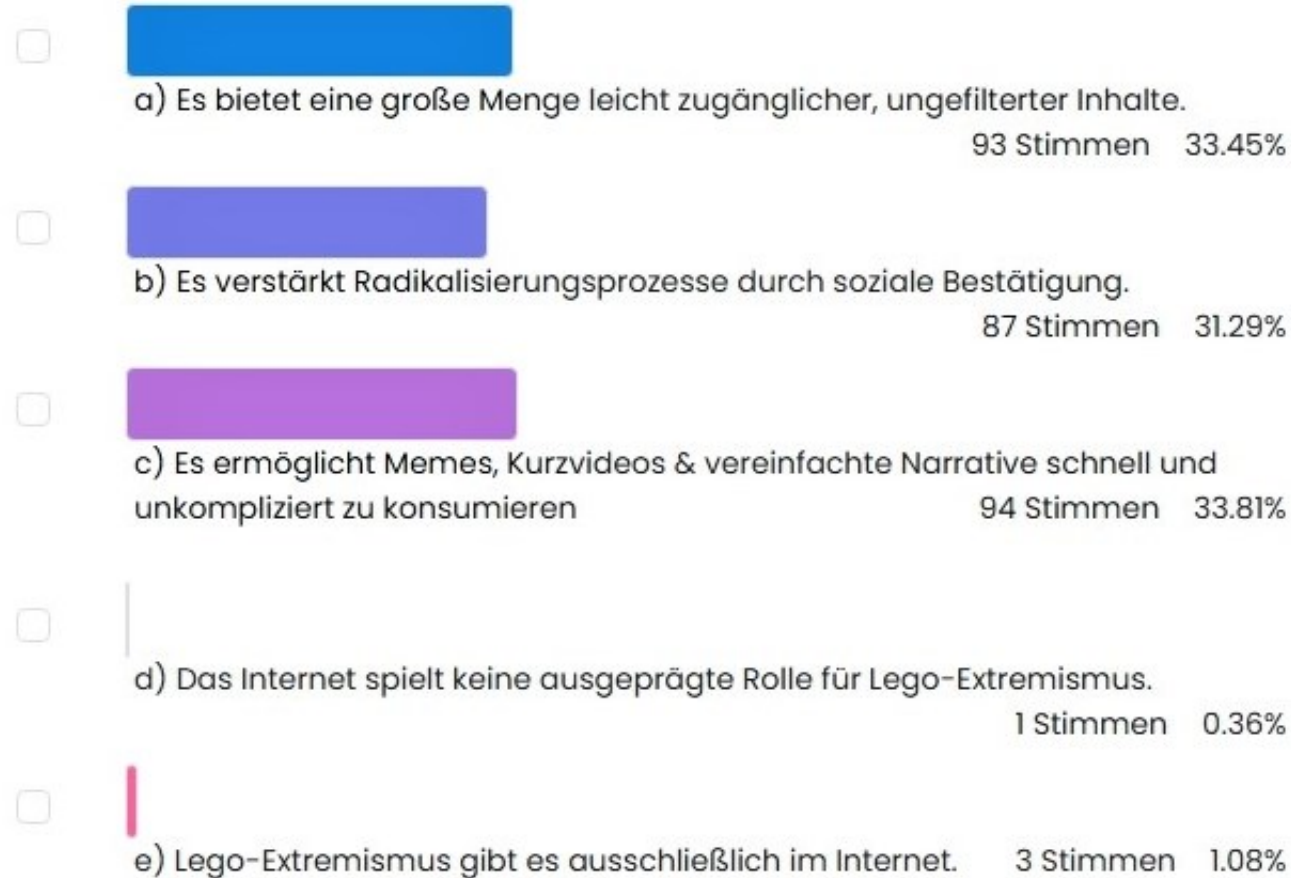 a) Es bietet eine große Menge leicht zugänglicher, ungefilterter Inhalte.
93 Stimmen 33.45%
b) Es verstärkt Radikalisierungsprozesse durch soziale Bestätigung.
87 Stimmen 31.29%
c) Es ermöglicht Memes, Kurzvideos & vereinfachte Narrative schnell und
unkompliziert zu konsumieren 94 Stimmen 33.81%
d) Das Internet spielt keine ausgeprägte Rolle für Lego-Extremismus.
1 Stimmen 0.36%
e) Lego-Extremismus gibt es ausschließlich im Internet. 3 Stimmen 1.08%